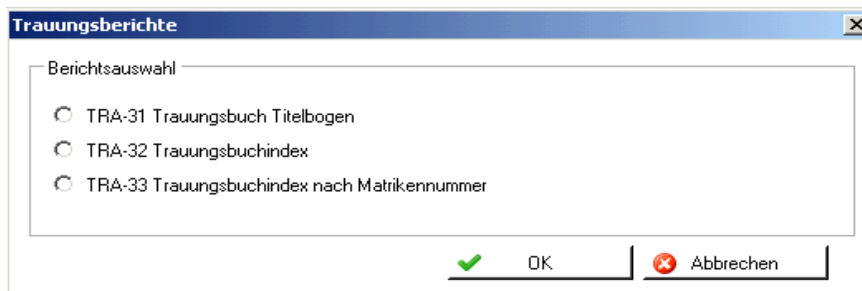 Trauungsberichte
Berichtsauswahl
TRA-31 Trauungsbuch Titelbogen
TRA-32 Trauungsbuchindex
TRA-33 Trauungsbuchindex nach Matrikennummer
OK Abbrechen